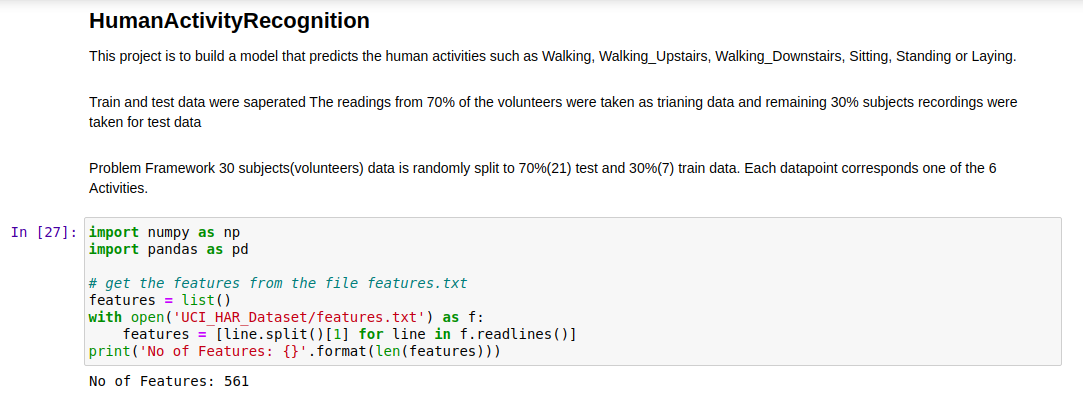 HumanActivityRecognition
This project is to build a model that predicts the human activities such as Walking, Walking_Upstairs, Walking_Downstairs, Sitting, Standing or Laying.
Train and test data were saperated The readings from 70% of the volunteers were taken as trianing data and remaining 30% subjects recordings were
taken for test data
Problem Framework 30 subjects(volunteers) data is randomly split to 70%(21) test and 30%(7) train data. Each datapoint corresponds one of the 6
Activities.
In [27]: import numpy as np
import pandas as pd
# get the features from the file features.txt
features = list()
with open('UCI_HAR_Dataset/features.txt') as f:
    features = [line.split()[1] for line in f.readlines()]
print('No of Features: {}'.format(len(features)))
No of Features: 561